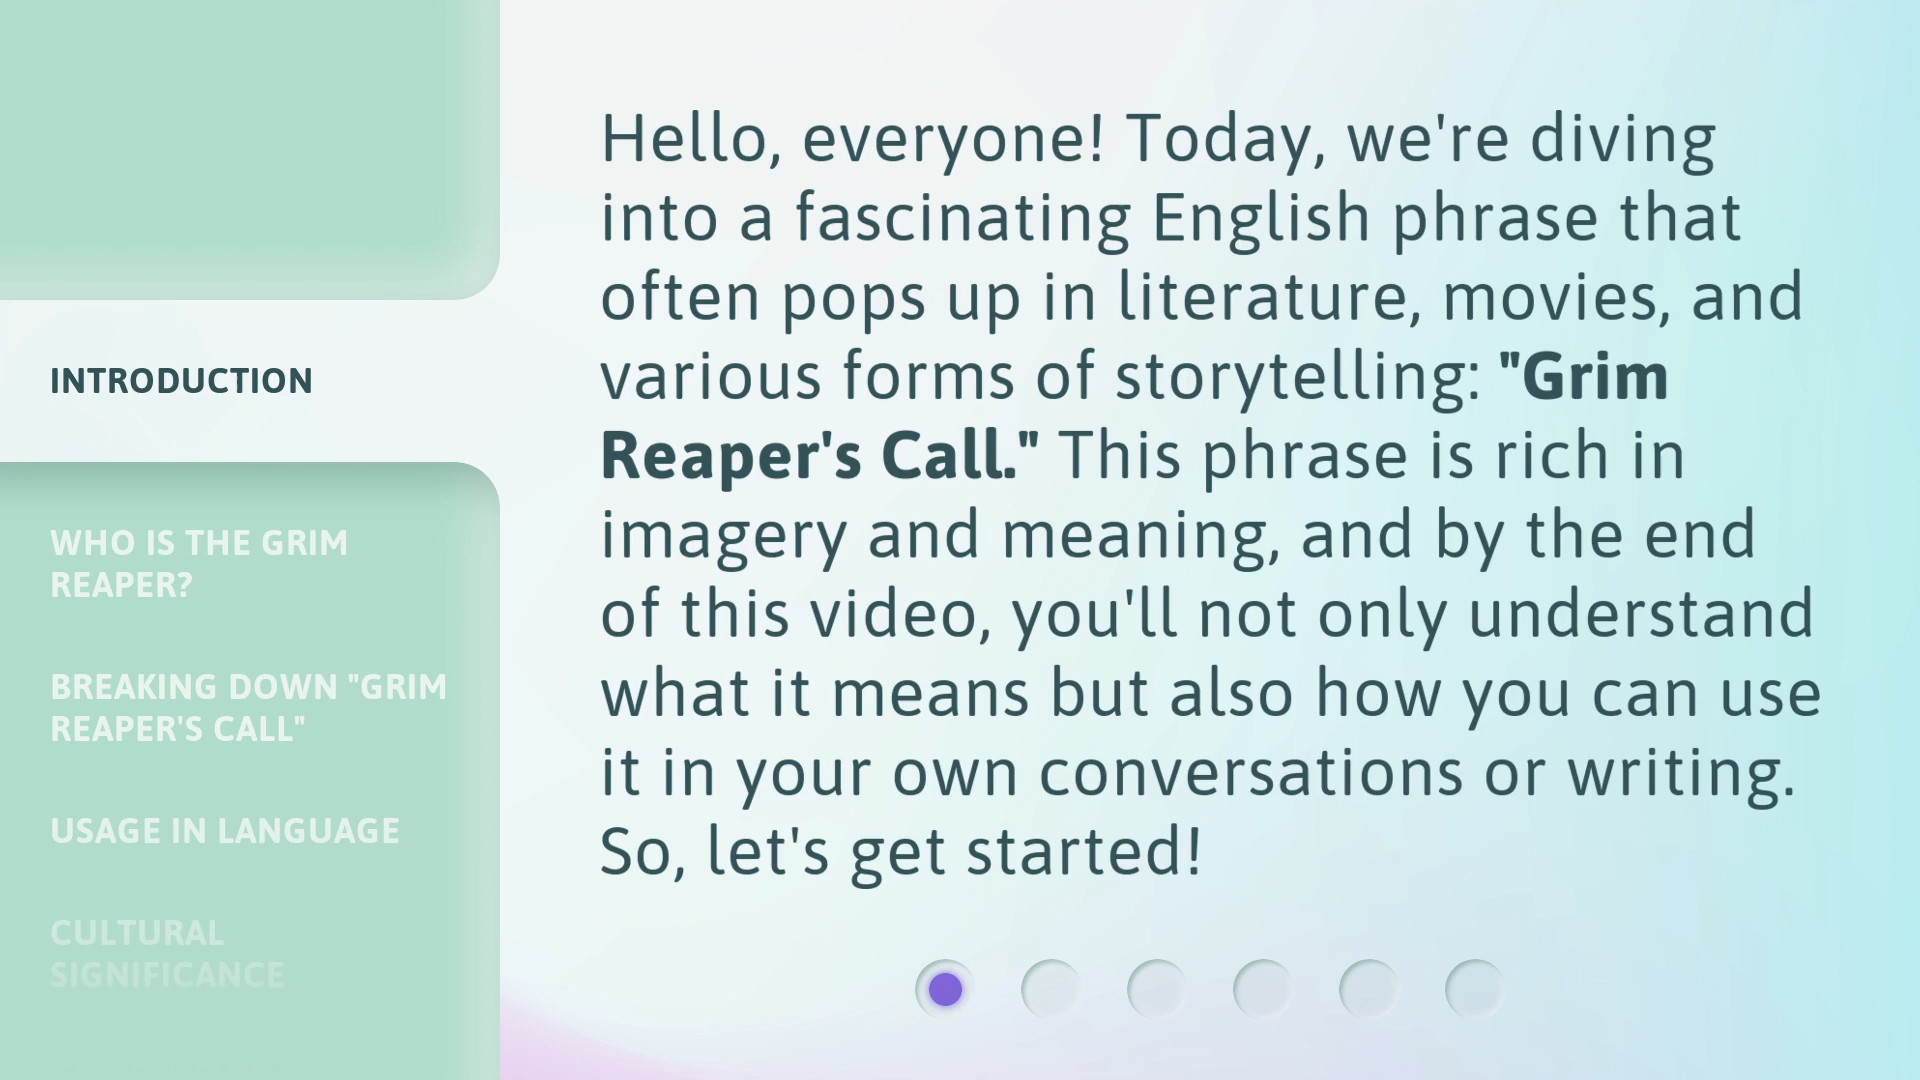 INTRODUCTION
WHO IS THE GRIM
REAPER?
BREAKING DOWN "GRIM
REAPER'S CALL"
USAGE IN LANGUAGE
CULTURAL
SIGNIFICANCE
Hello, everyone! Today, we're diving
into a fascinating English phrase that
often pops up in literature, movies, and
various forms of storytelling: "Grim
Reaper's Call." This phrase is rich in
imagery and meaning, and by the end
of this video, you'll not only understand
what it means but also how you can use
it in your own conversations or writing.
So, let's get started!